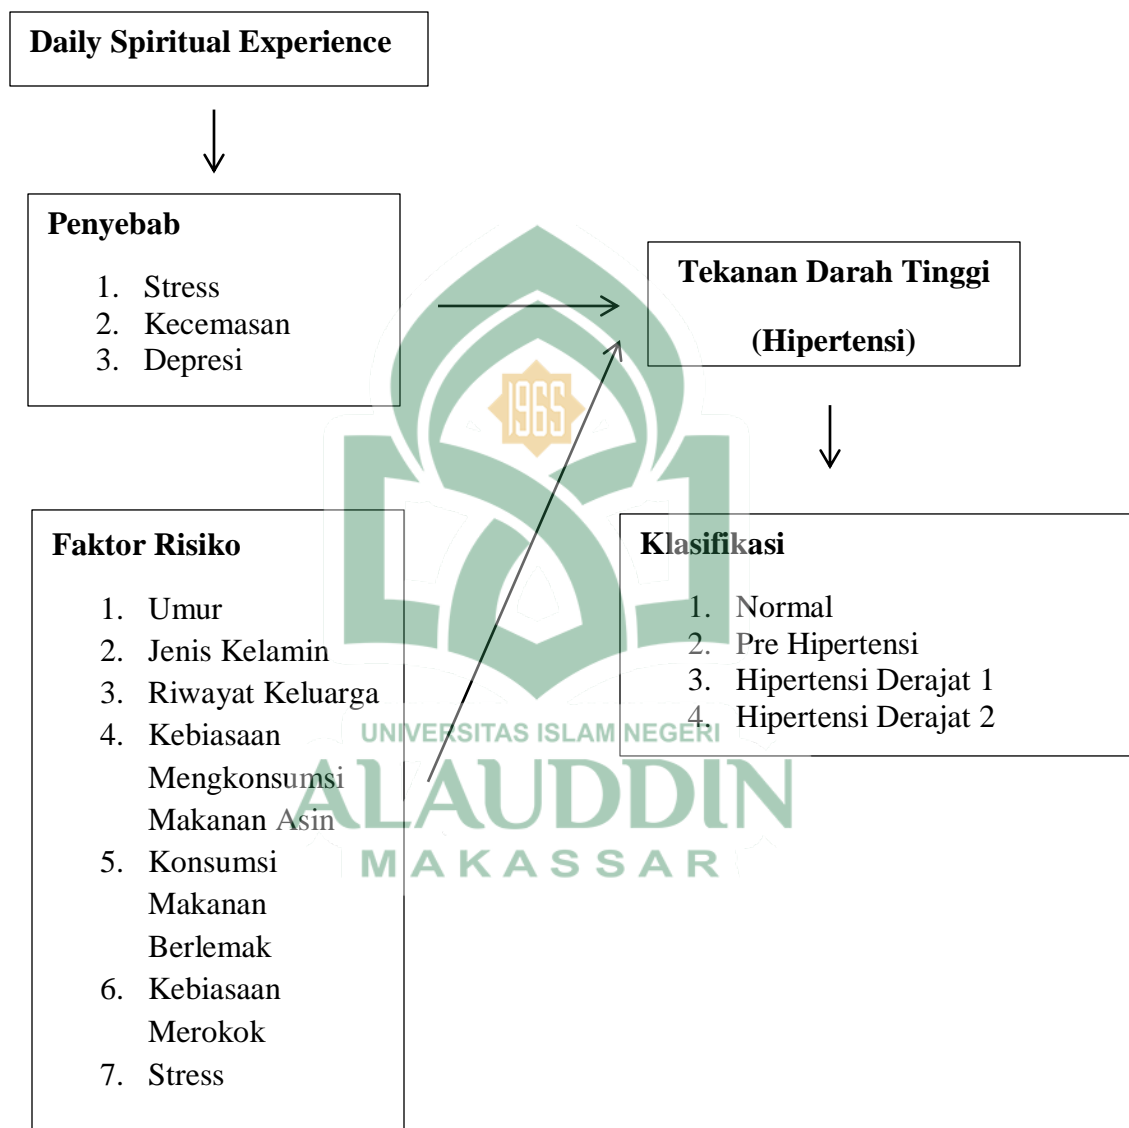 Daily Spiritual Experience
Penyebab
1. Stress
2. Kecemasan
3. Depresi
Tekanan Darah Tinggi
(Hipertensi)
1965
Faktor Risiko
1. Umur
2. Jenis Kelamin
3. Riwayat Keluarga
4. Kebiasaan
Mengkonsumsi
Makanan Asin
5. Konsumsi
Makanan
Berlemak
6. Kebiasaan
Merokok
7. Stress
Klasifikasi
1. Normal
2. Pre Hipertensi
3. Hipertensi Derajat 1
4. Hipertensi Derajat 2
UNIVERSITAS ISLAM NEGERI
ALAUDDIN
MAKASSAR